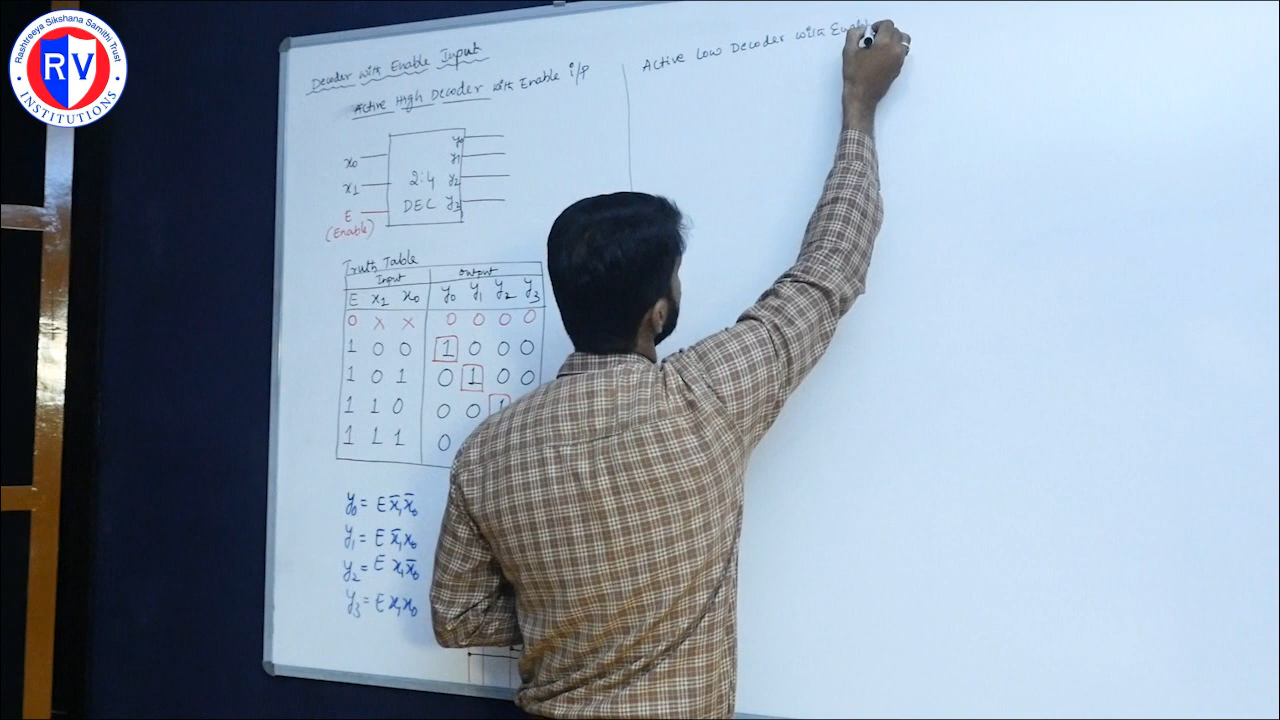 Rashtreeya Sikshana Samithi Trust
RV
INSTITUTIONS
Decoder with Enable Input
Active High Decoder with Enable i/p
x₀
x₁
E
(Enable)
2:4
DEC
y₀
y₁
y₂
y₃
Truth Table
Input Output
E x₁ x₀ y₀ y₁ y₂ y₃
0 x x 0 0 0 0
1 0 0 1 0 0 0
1 0 1 0 1 0 0
1 1 0 0 0 1
1 1 1 0
y₀ = E x̄₁ x̄₀
y₁ = E x̄₁ x₀
y₂ = E x₁ x̄₀
y₃ = E x₁ x₀
Active Low Decoder with